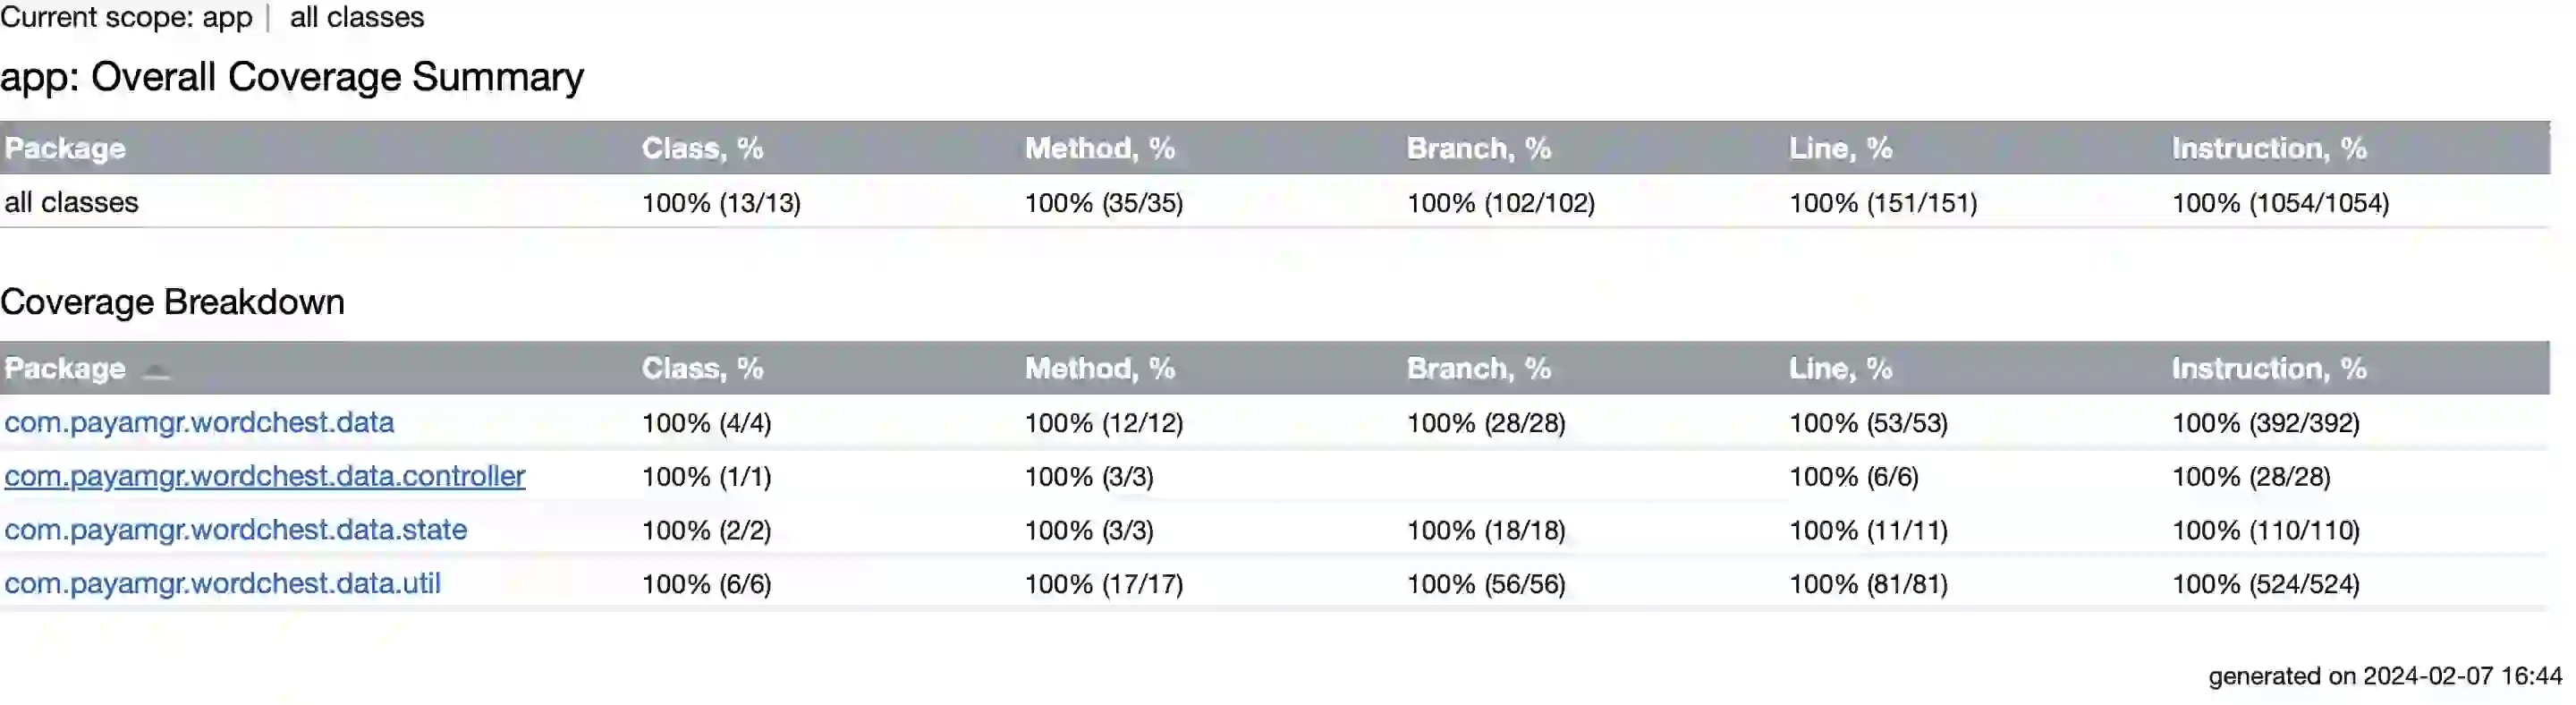 Current scope: app | all classes
app: Overall Coverage Summary
Package Class, % Method, % Branch, % Line, % Instruction, %
all classes 100% (13/13) 100% (35/35) 100% (102/102) 100% (151/151) 100% (1054/1054)
Coverage Breakdown
Package Class, % Method, % Branch, % Line, % Instruction, %
com.payamgr.wordchest.data 100% (4/4) 100% (12/12) 100% (28/28) 100% (53/53) 100% (392/392)
com.payamgr.wordchest.data.controller 100% (1/1) 100% (3/3) 100% (6/6) 100% (28/28)
com.payamgr.wordchest.data.state 100% (2/2) 100% (3/3) 100% (18/18) 100% (11/11) 100% (110/110)
com.payamgr.wordchest.data.util 100% (6/6) 100% (17/17) 100% (56/56) 100% (81/81) 100% (524/524)
generated on 2024-02-07 16:44